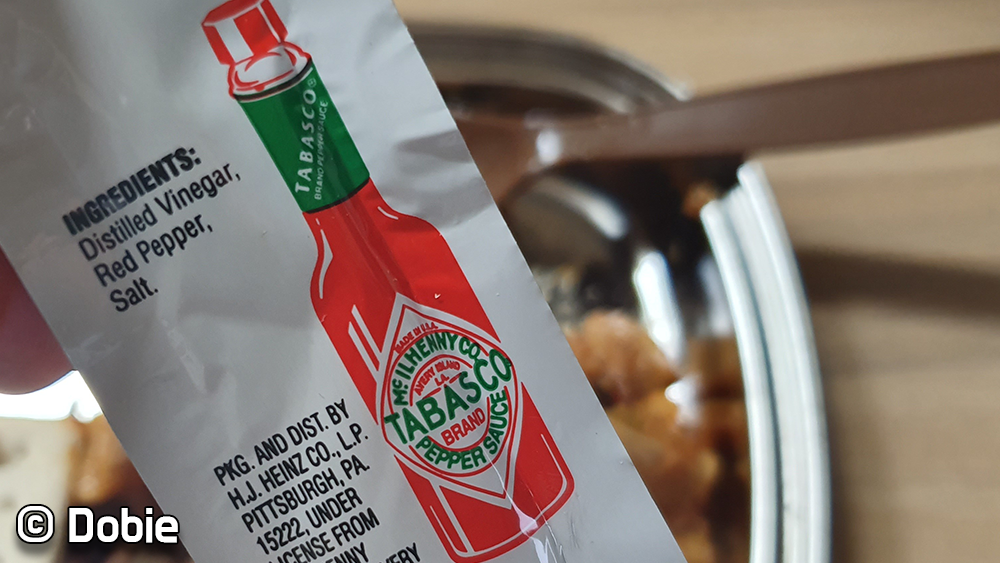 INGREDIENTS:
Distilled Vinegar,
Red Pepper,
Salt.
TABASCO®
BRAND PEPPER SAUCE
MADE IN U.S.A.
McILHENNY CO.
AVERY ISLAND
LA.
TABASCO
BRAND
PEPPER SAUCE
PKG. AND DIST. BY
H.J. HEINZ CO., L.P.
PITTSBURGH, PA.
15222, UNDER
LICENSE FROM
© Dobie